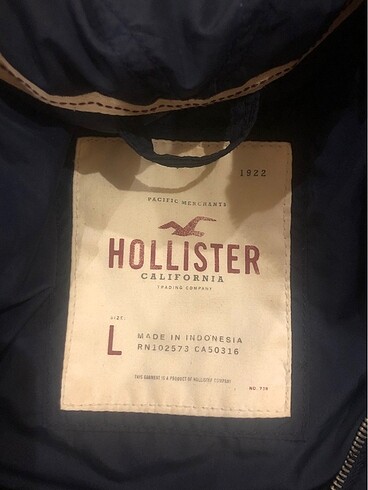 1922
PACIFIC MERCHANTS
HOLLISTER
CALIFORNIA
TRADING COMPANY
SIZE:
L
MADE IN INDONESIA
RN102573 CA50316
THIS GARMENT IS A PRODUCT OF HOLLISTER COMPANY